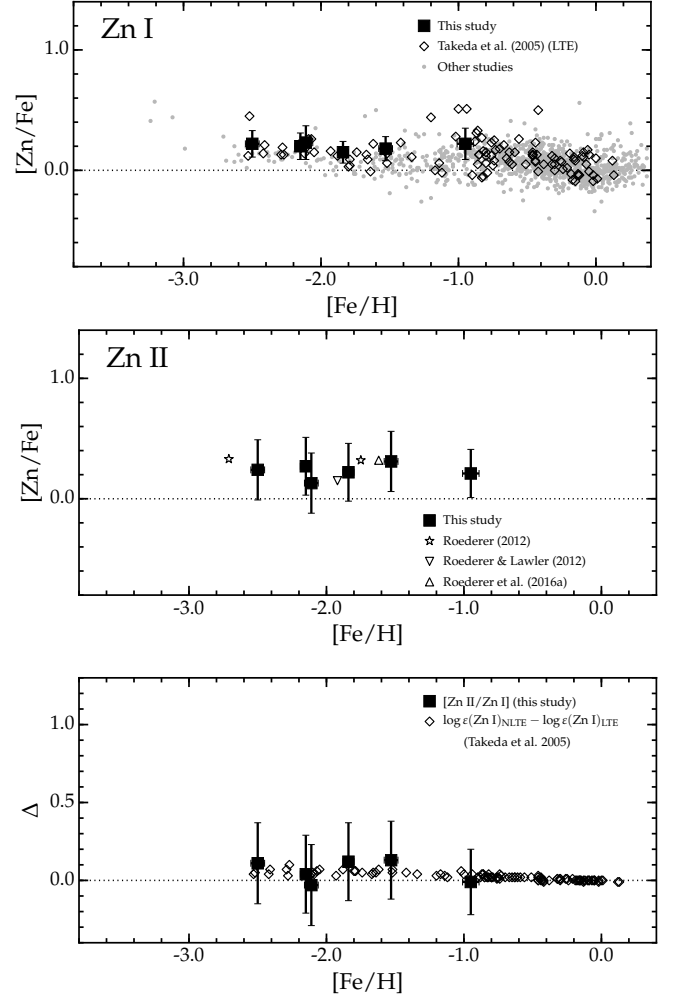 Zn I
This study
Takeda et al. (2005) (LTE)
Other studies
1.0
0.0
[Zn/Fe]
-3.0 -2.0 -1.0 0.0
[Fe/H]
Zn II
1.0
0.0
[Zn/Fe]
This study
Roederer (2012)
Roederer & Lawler (2012)
Roederer et al. (2016a)
-3.0 -2.0 -1.0 0.0
[Fe/H]
[Zn II/Zn I] (this study)
log ε(Zn I)NLTE − log ε(Zn I)LTE
(Takeda et al. 2005)
1.0
0.5
0.0
Δ
-3.0 -2.0 -1.0 0.0
[Fe/H]